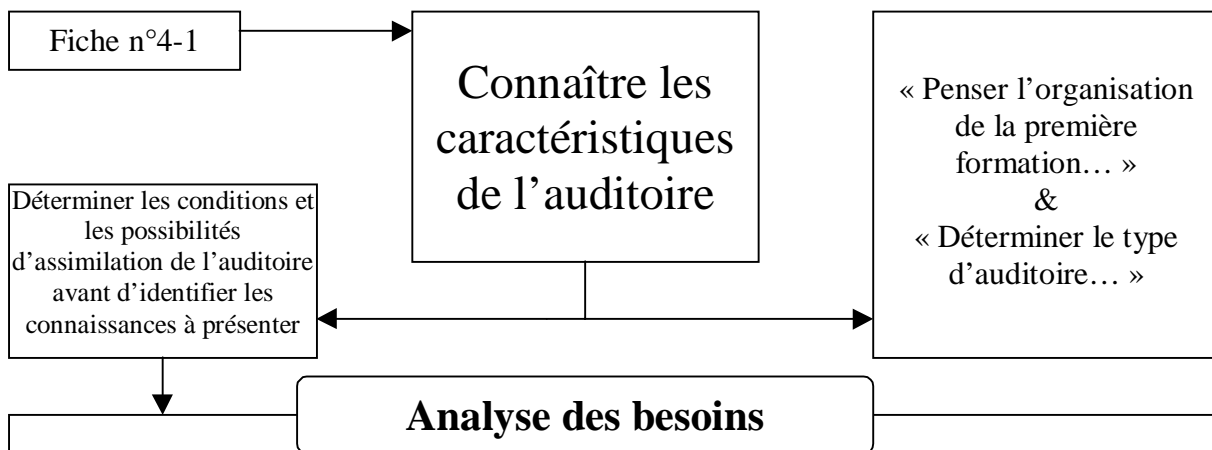 Fiche n°4-1
Connaître les
caractéristiques
de l’auditoire
« Penser l’organisation
de la première
formation… »
&
« Déterminer le type
d’auditoire… »
Déterminer les conditions et
les possibilités
d’assimilation de l’auditoire
avant d’identifier les
connaissances à présenter
Analyse des besoins